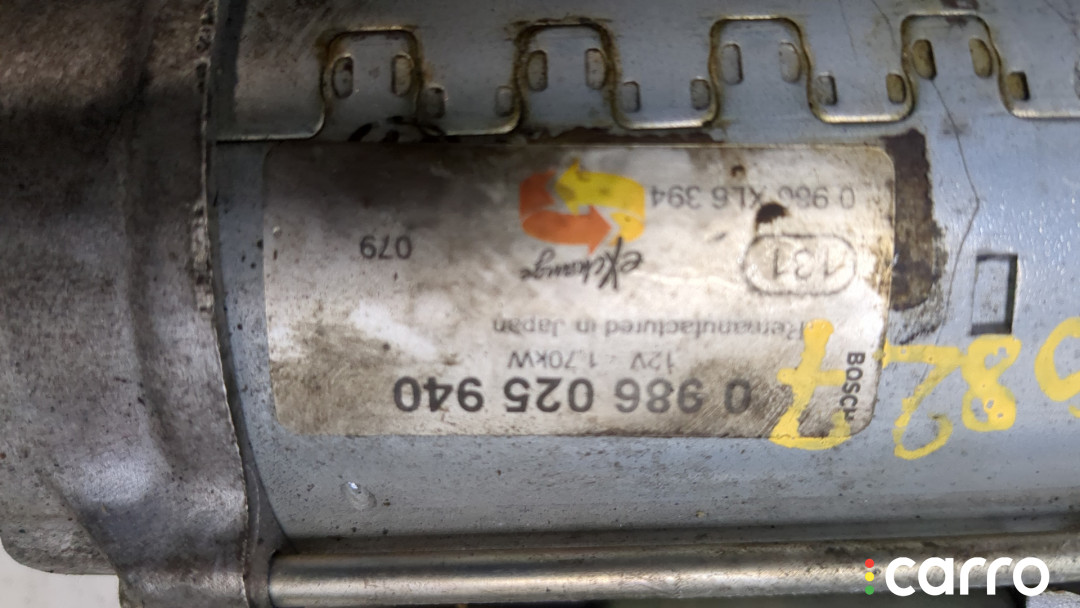 BOSCH
0 986 025 940
12V - 1.70kW
Remanufactured in Japan
eXchange
131
079
0 986 XL6 394
carro